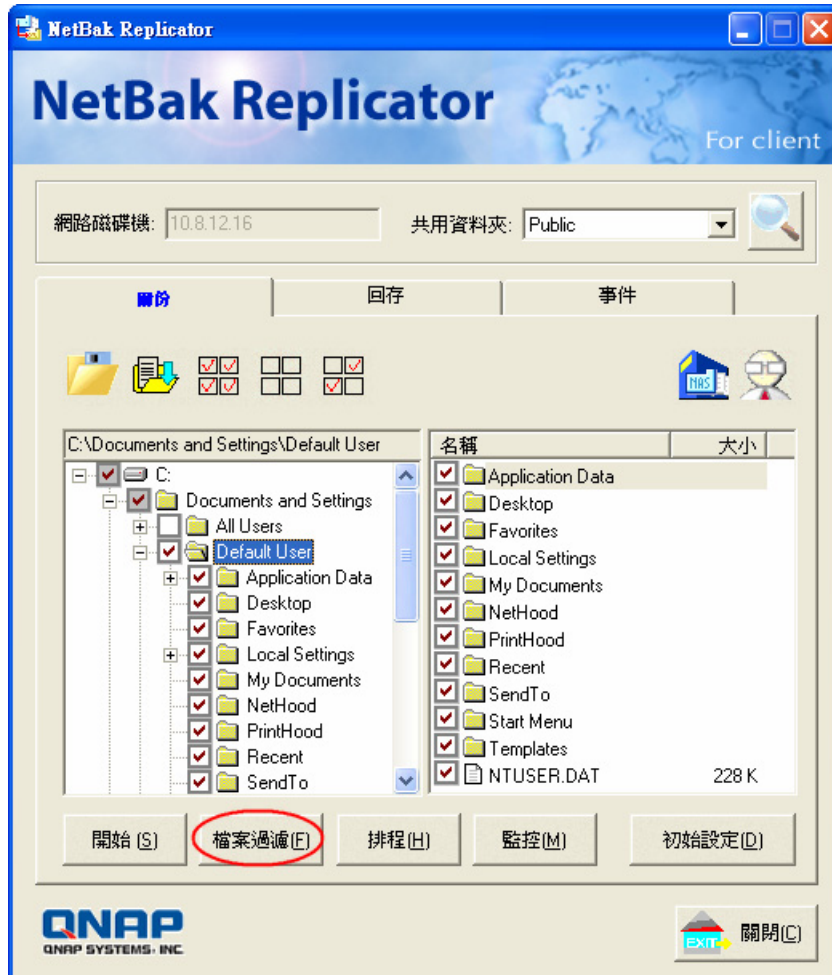 NetBak Replicator
NetBak Replicator
For client
網路磁碟機: 10.8.12.16 共用資料夾: Public
備份 回存 事件
NAS
C:\Documents and Settings\Default User
C:
Documents and Settings
All Users
Default User
Application Data
Desktop
Favorites
Local Settings
My Documents
NetHood
PrintHood
Recent
SendTo
名稱 大小
Application Data
Desktop
Favorites
Local Settings
My Documents
NetHood
PrintHood
Recent
SendTo
Start Menu
Templates
NTUSER.DAT 228 K
開始 (S) 檔案過濾(F) 排程(H) 監控(M) 初始設定(D)
QNAP
QNAP SYSTEMS, INC.
EXIT 關閉(C)